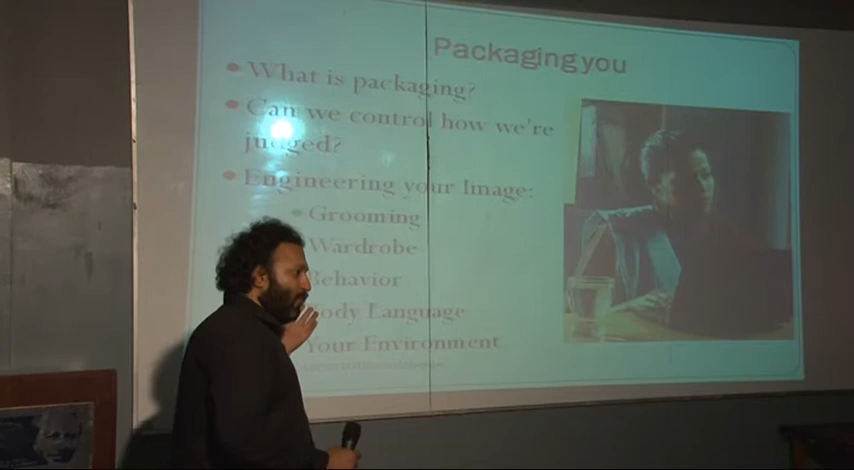 Packaging you
What is packaging?
Can we control how we're
judged?
Engineering your Image:
Grooming
Wardrobe
Behavior
Body Language
Your Environment